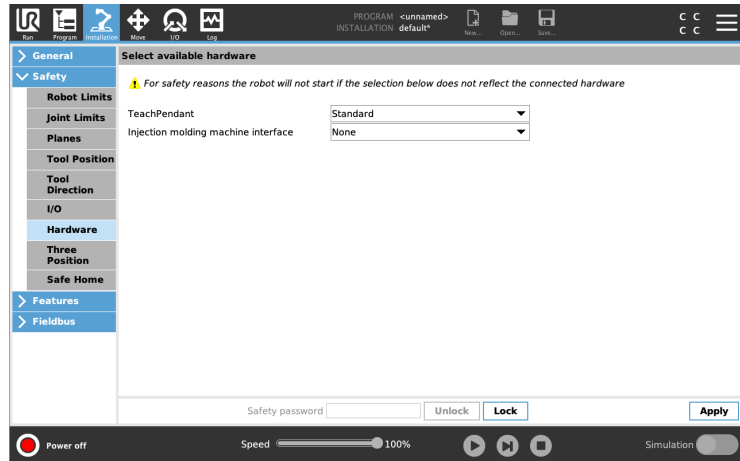 PROGRAM <unnamed>
INSTALLATION default*
C C
C C
Run Program Installation Move I/O Log New... Open... Save...
General
Safety
Robot Limits
Joint Limits
Planes
Tool Position
Tool
Direction
I/O
Hardware
Three
Position
Safe Home
Features
Fieldbus
Select available hardware
For safety reasons the robot will not start if the selection below does not reflect the connected hardware
TeachPendant Standard
Injection molding machine interface None
Safety password Unlock Lock Apply
Power off Speed 100% Simulation